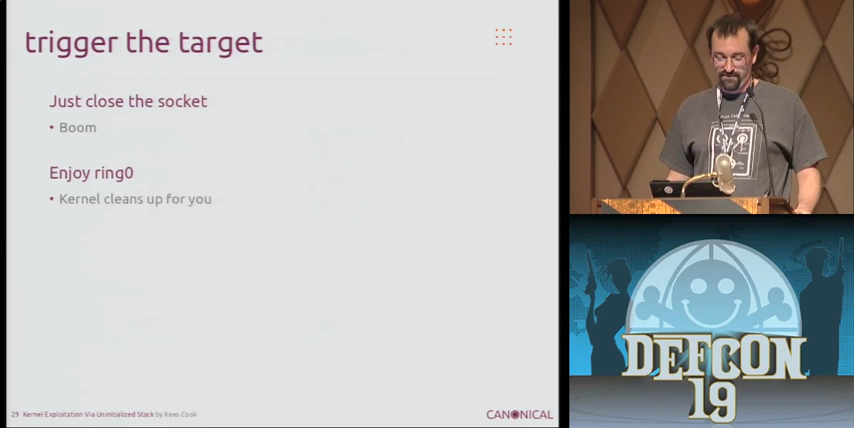 trigger the target
Just close the socket
• Boom
Enjoy ring0
• Kernel cleans up for you
29 Kernel Exploitation Via Uninitialized Stack by Kees Cook
CANONICAL
DEFCON
19